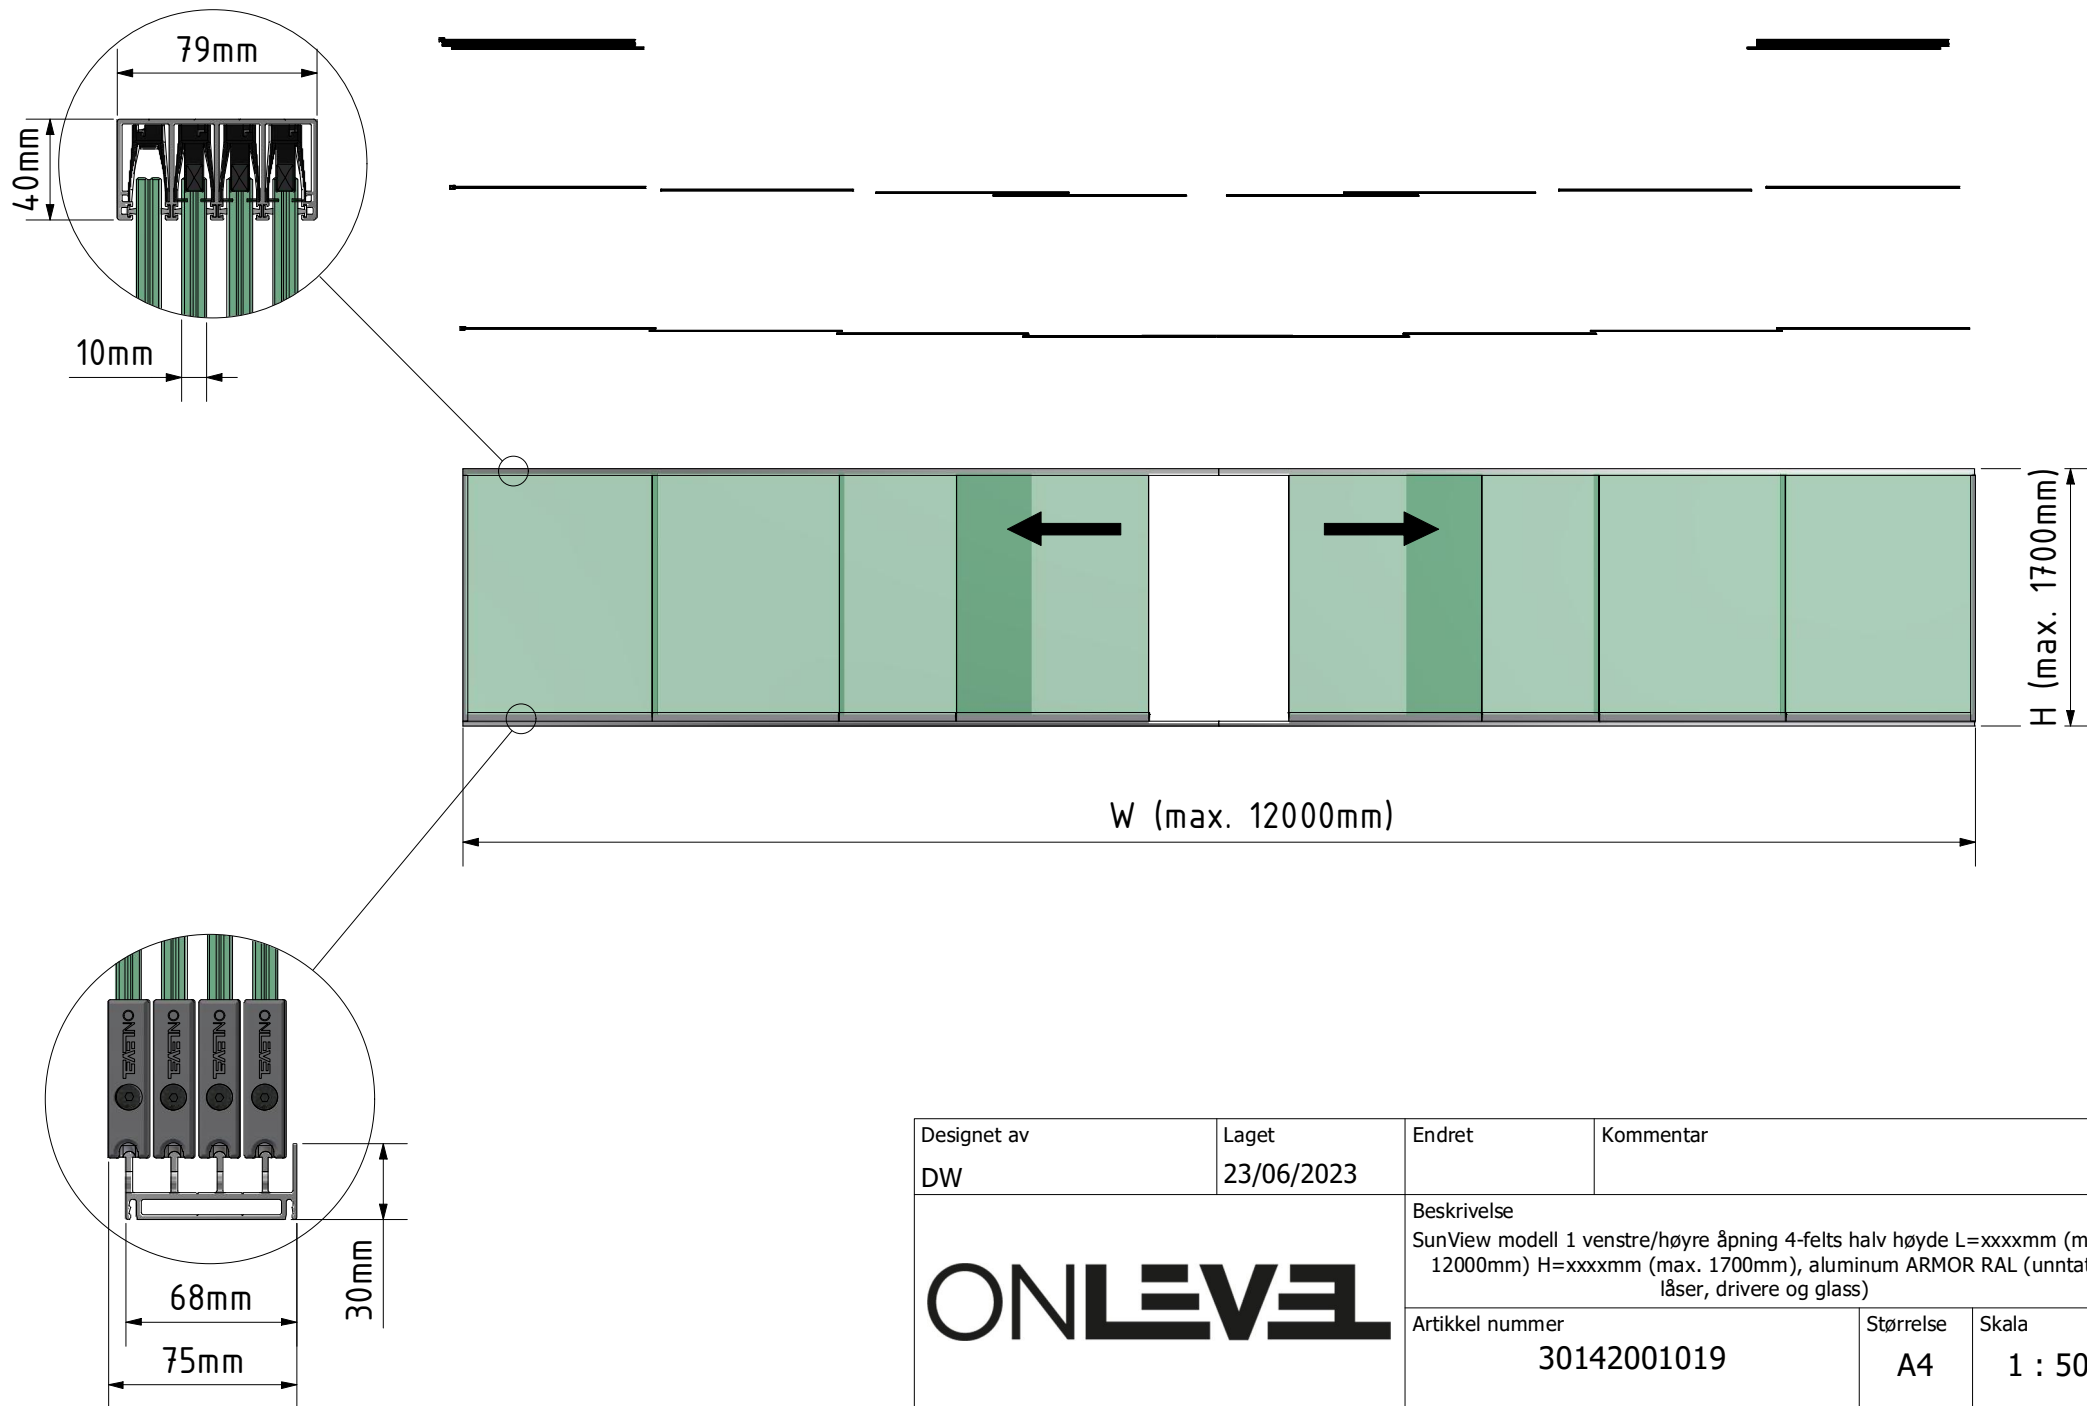 79mm
40mm
10mm
H (max. 1700mm)
W (max. 12000mm)
ONLEVEL
ONLEVEL
ONLEVEL
ONLEVEL
30mm
68mm
75mm
Designet av
DW
Laget
23/06/2023
Endret
Kommentar
ONLEVEL
Beskrivelse
SunView modell 1 venstre/høyre åpning 4-felts halv høyde L=xxxxmm (m
12000mm) H=xxxxmm (max. 1700mm), aluminum ARMOR RAL (unntat
låser, drivere og glass)
Artikkel nummer
30142001019
Størrelse
A4
Skala
1 : 50